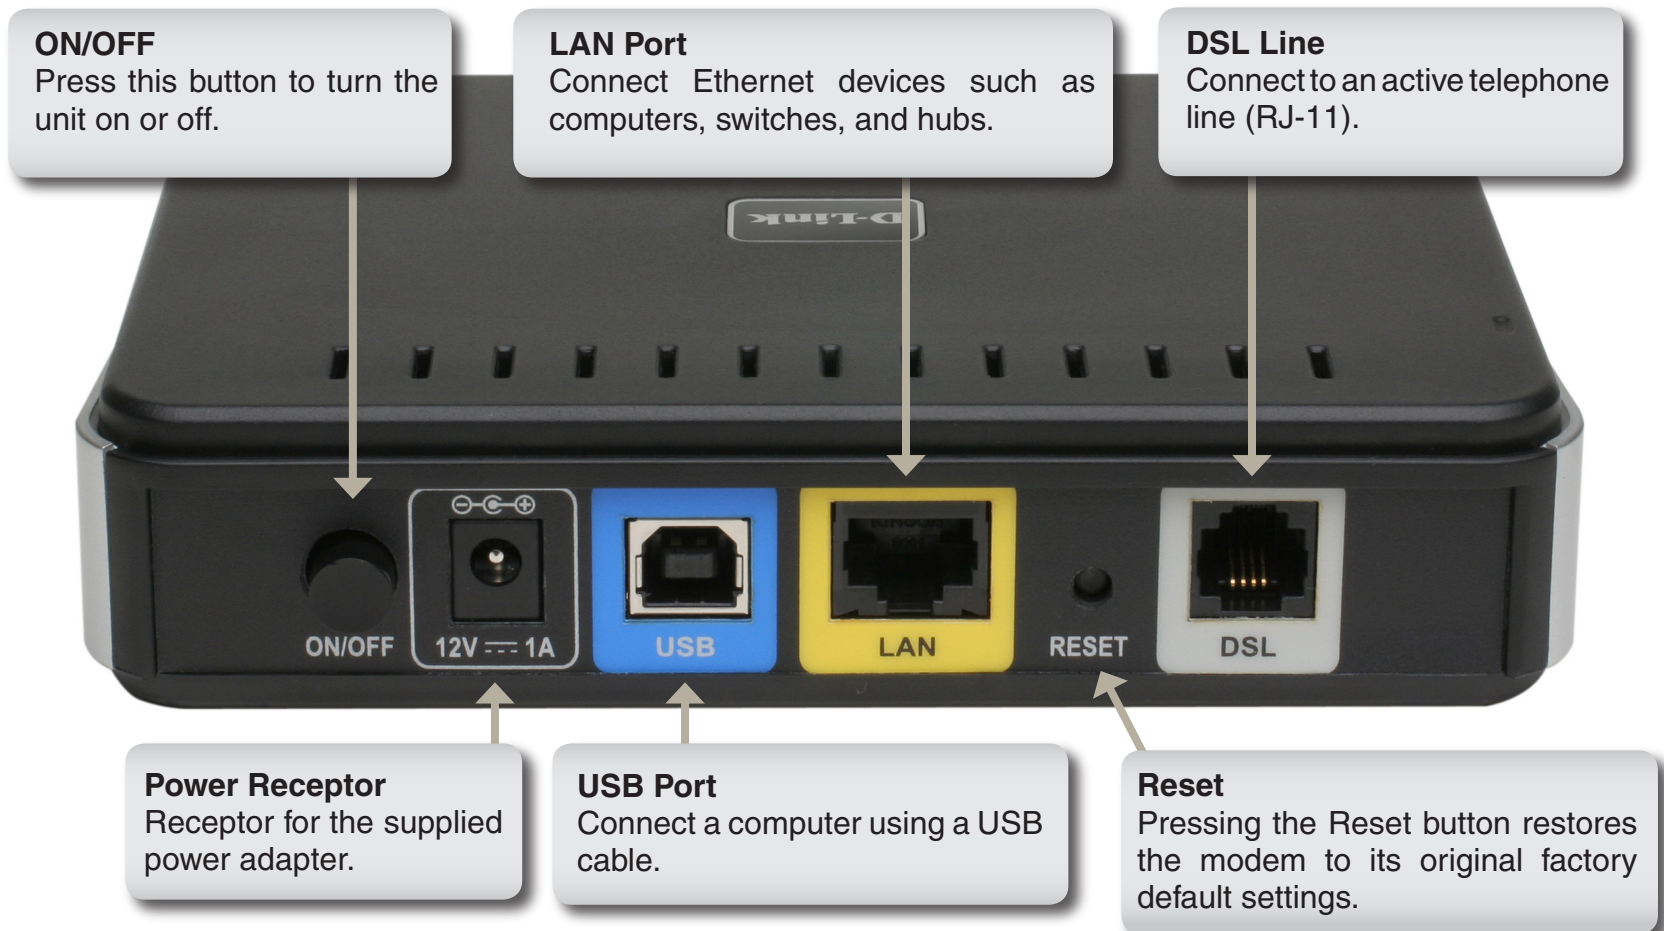 ON/OFF
Press this button to turn the
unit on or off.
LAN Port
Connect Ethernet devices such as
computers, switches, and hubs.
DSL Line
Connect to an active telephone
line (RJ-11).
D-Link
ON/OFF
12V 1A
USB
LAN
RESET
DSL
Power Receptor
Receptor for the supplied
power adapter.
USB Port
Connect a computer using a USB
cable.
Reset
Pressing the Reset button restores
the modem to its original factory
default settings.